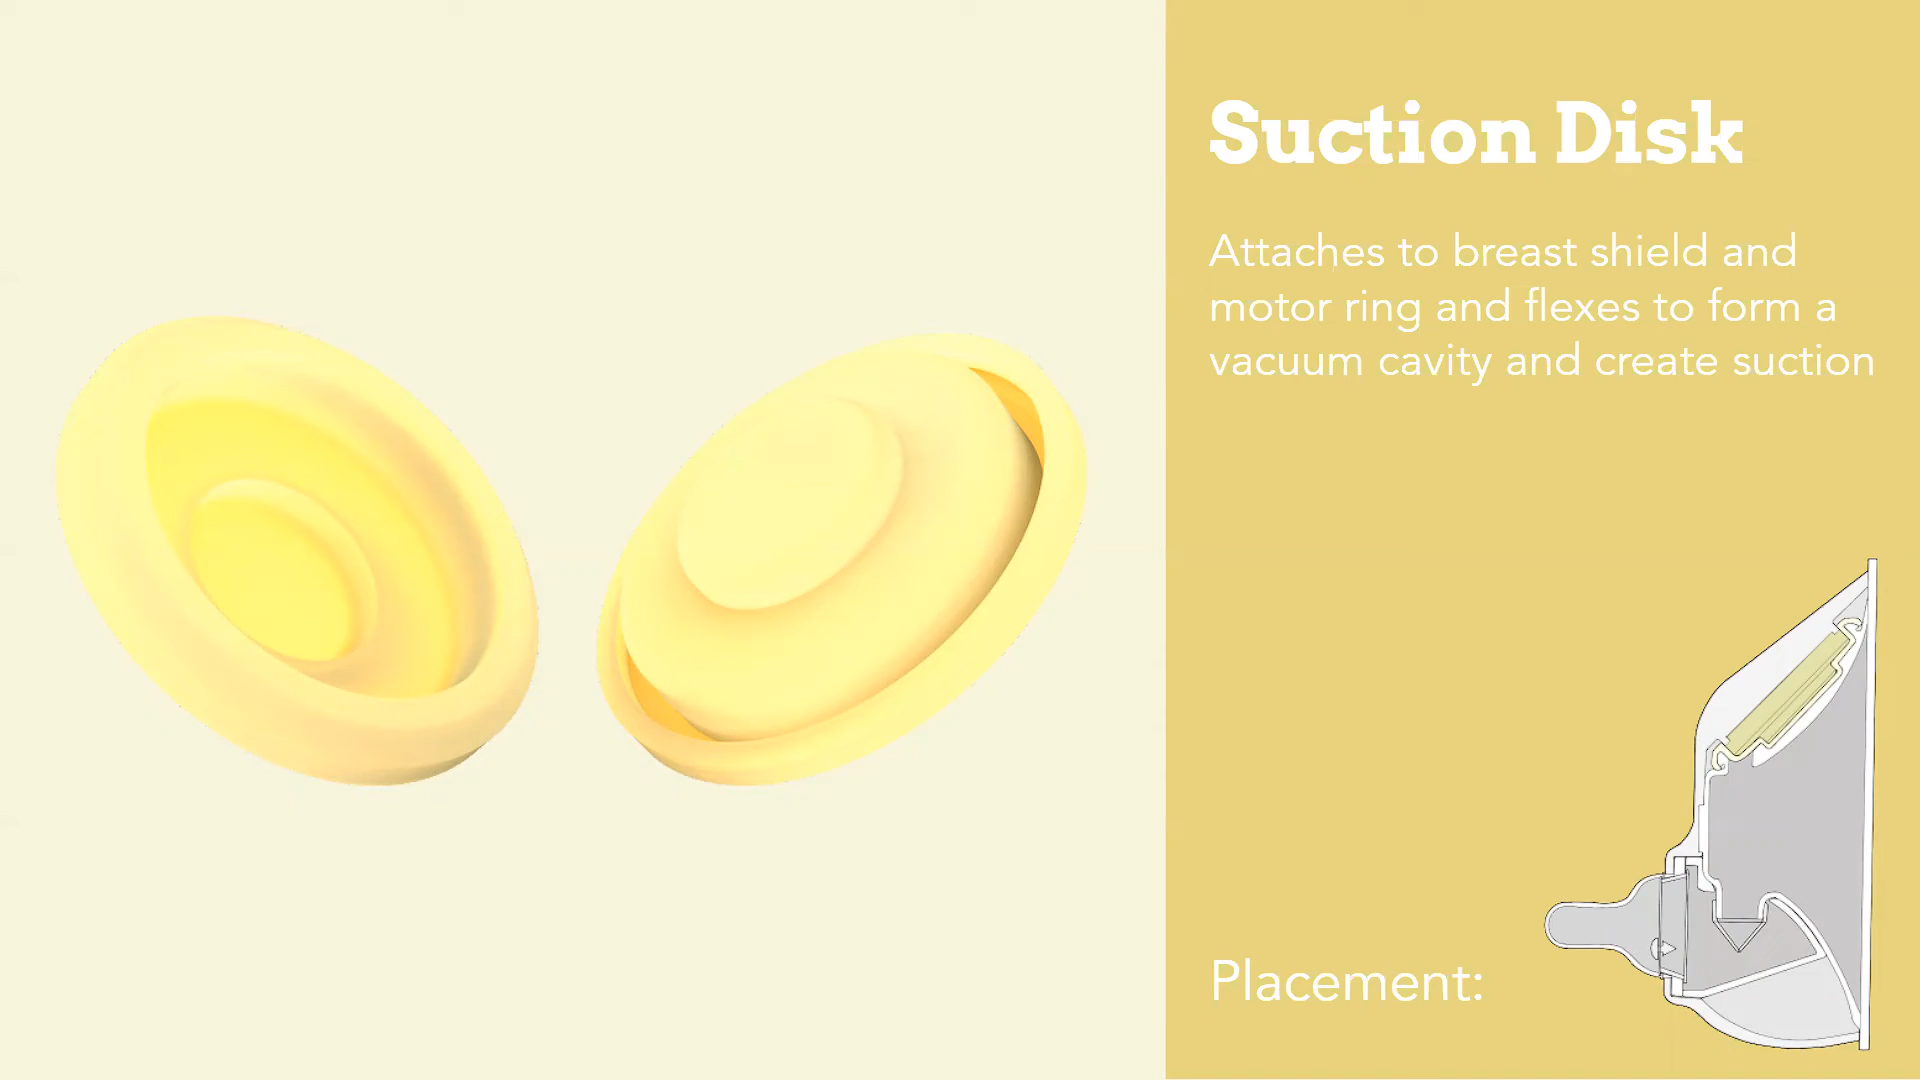 Suction Disk
Attaches to breast shield and
motor ring and flexes to form a
vacuum cavity and create suction
Placement: